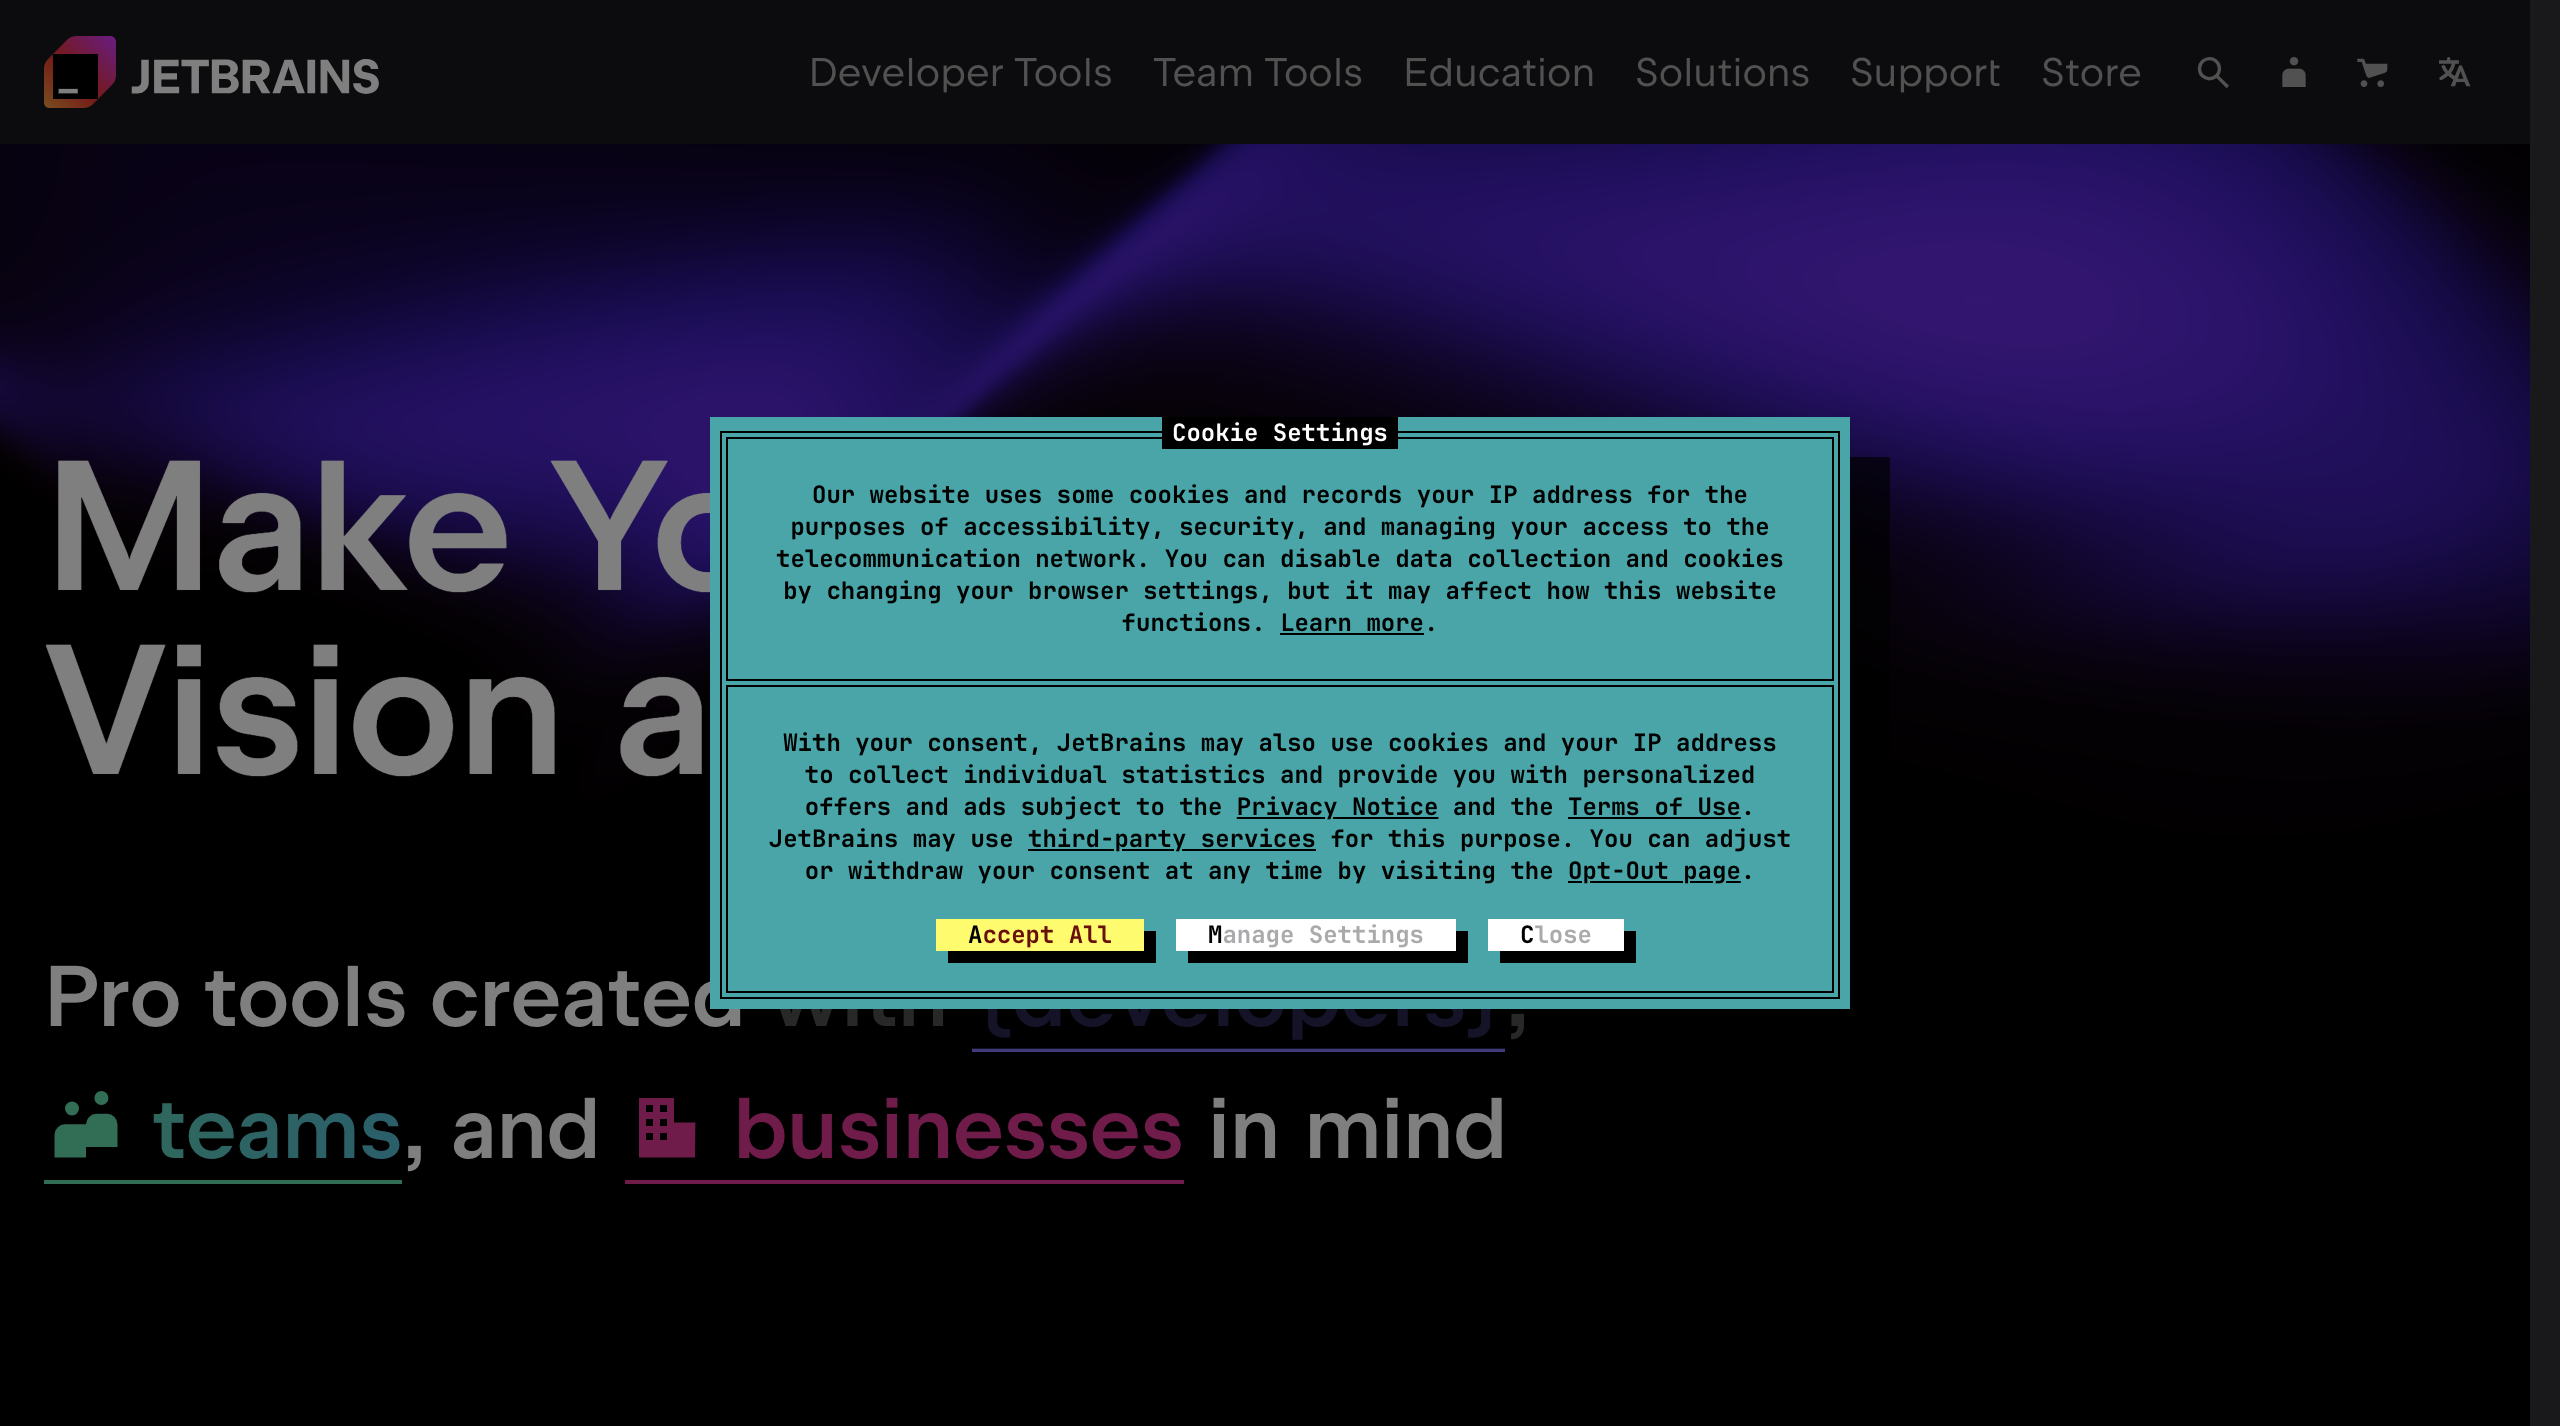 JETBRAINS
Developer Tools Team Tools Education Solutions Support Store
Make Yo
Vision a
Pro tools created with {developers},
teams, and businesses in mind
Cookie Settings
Our website uses some cookies and records your IP address for the
purposes of accessibility, security, and managing your access to the
telecommunication network. You can disable data collection and cookies
by changing your browser settings, but it may affect how this website
functions. Learn more.
With your consent, JetBrains may also use cookies and your IP address
to collect individual statistics and provide you with personalized
offers and ads subject to the Privacy Notice and the Terms of Use.
JetBrains may use third-party services for this purpose. You can adjust
or withdraw your consent at any time by visiting the Opt-Out page.
Accept All Manage Settings Close